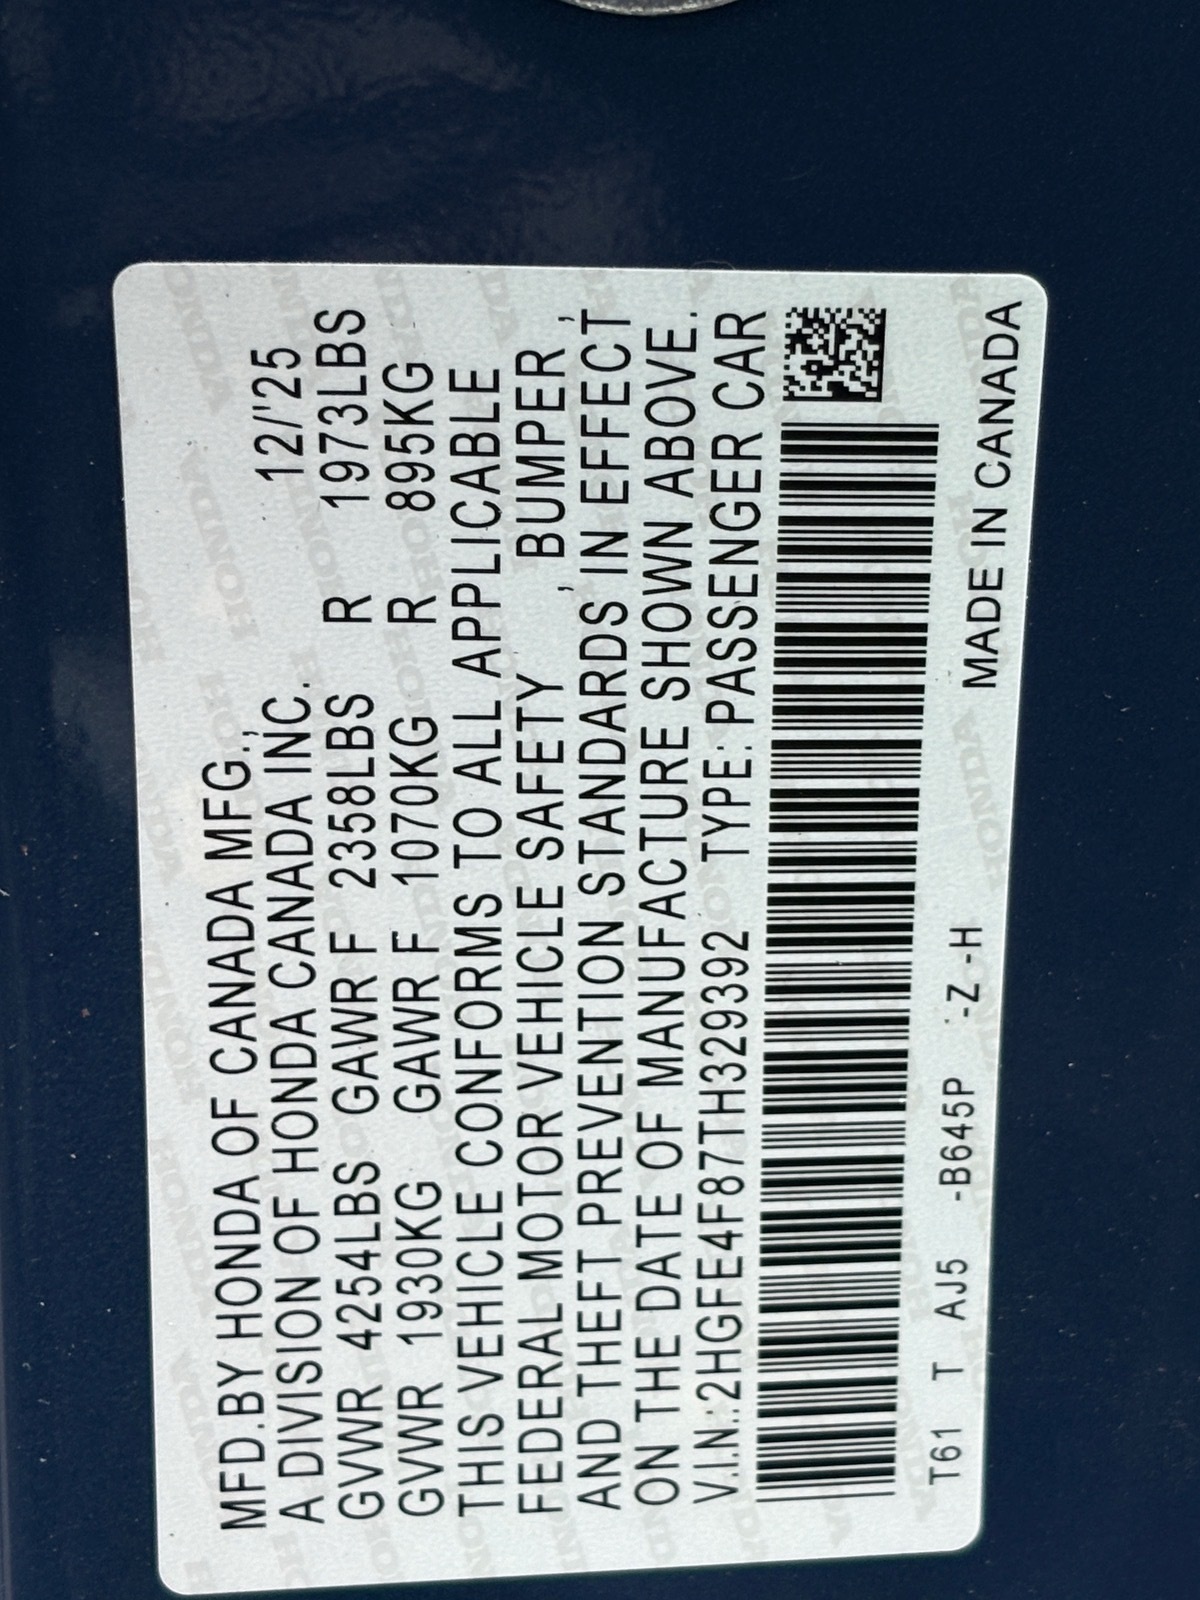 MFD.BY HONDA OF CANADA MFG.,
A DIVISION OF HONDA CANADA INC. 12/'25
GVWR 4254LBS GAWR F 2358LBS R 1973LBS
GVWR 1930KG GAWR F 1070KG R 895KG
THIS VEHICLE CONFORMS TO ALL APPLICABLE
FEDERAL MOTOR VEHICLE SAFETY , BUMPER ,
AND THEFT PREVENTION STANDARDS IN EFFECT
ON THE DATE OF MANUFACTURE SHOWN ABOVE.
V.I.N.:2HGFE4F87TH329392 TYPE: PASSENGER CAR
T61 T AJ5 -B645P -Z -H MADE IN CANADA